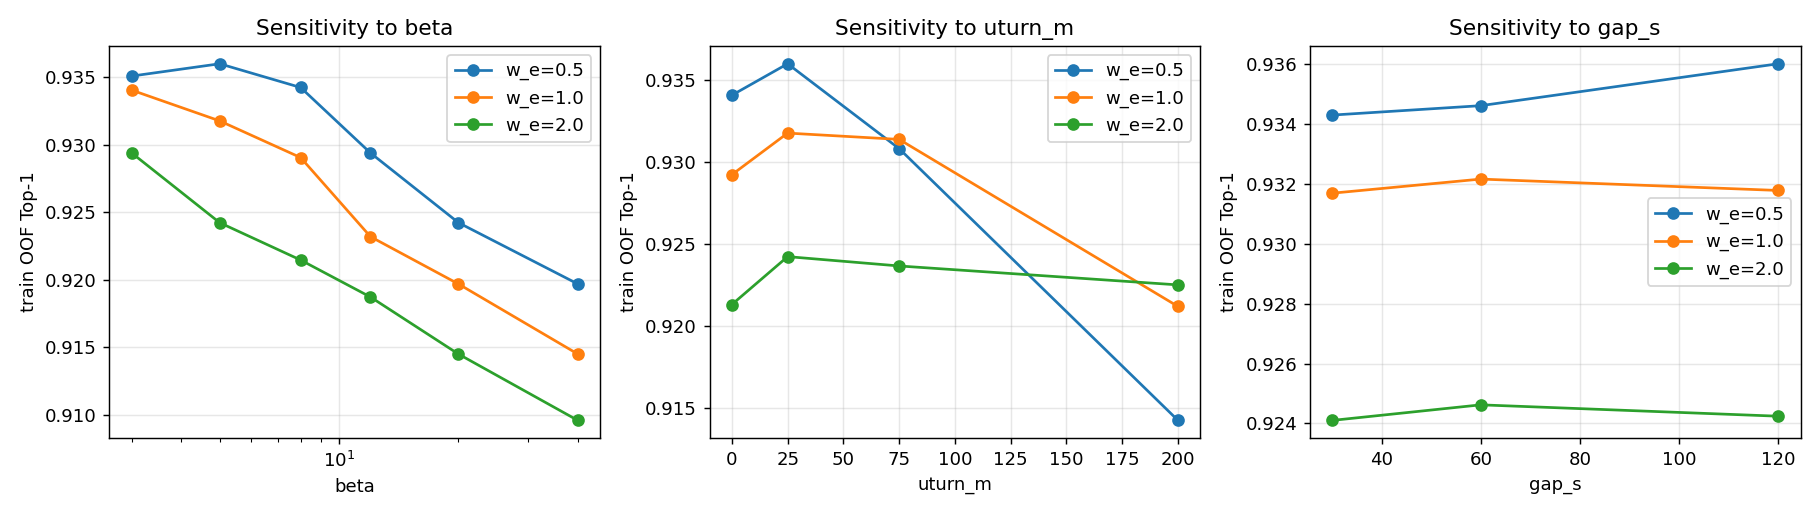 Sensitivity to beta
train OOF Top-1
0.935
0.930
0.925
0.920
0.915
0.910
w_e=0.5
w_e=1.0
w_e=2.0
10¹
beta
Sensitivity to uturn_m
train OOF Top-1
0.935
0.930
0.925
0.920
0.915
w_e=0.5
w_e=1.0
w_e=2.0
0 25 50 75 100 125 150 175 200
uturn_m
Sensitivity to gap_s
train OOF Top-1
0.936
0.934
0.932
0.930
0.928
0.926
0.924
w_e=0.5
w_e=1.0
w_e=2.0
40 60 80 100 120
gap_s